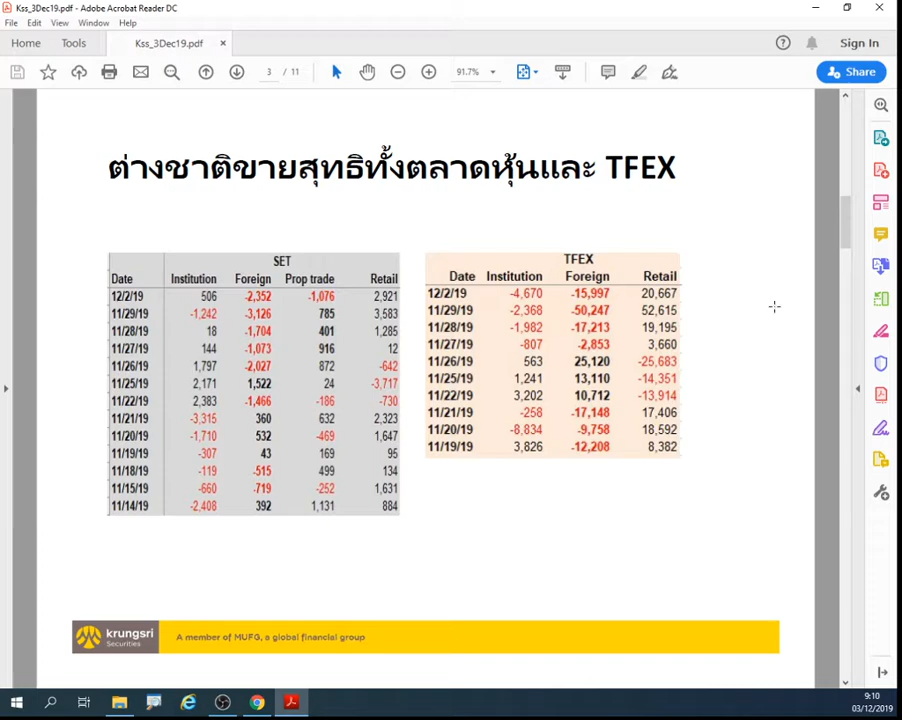 Kss_3Dec19.pdf - Adobe Acrobat Reader DC
File Edit View Window Help
Home Tools Kss_3Dec19.pdf × Sign In
3 / 11 91.7% Share
ต่างชาติขายสุทธิทั้งตลาดหุ้นและ TFEX
SET
Date Institution Foreign Prop trade Retail
12/2/19 506 -2,352 -1,076 2,921
11/29/19 -1,242 -3,126 785 3,583
11/28/19 18 -1,704 401 1,285
11/27/19 144 -1,073 916 12
11/26/19 1,797 -2,027 872 -642
11/25/19 2,171 1,522 24 -3,717
11/22/19 2,383 -1,466 -186 -730
11/21/19 -3,315 360 632 2,323
11/20/19 -1,710 532 -469 1,647
11/19/19 -307 43 169 95
11/18/19 -119 -515 499 134
11/15/19 -660 -719 -252 1,631
11/14/19 -2,408 392 1,131 884
TFEX
Date Institution Foreign Retail
12/2/19 -4,670 -15,997 20,667
11/29/19 -2,368 -50,247 52,615
11/28/19 -1,982 -17,213 19,195
11/27/19 -807 -2,853 3,660
11/26/19 563 25,120 -25,683
11/25/19 1,241 13,110 -14,351
11/22/19 3,202 10,712 -13,914
11/21/19 -258 -17,148 17,406
11/20/19 -8,834 -9,758 18,592
11/19/19 3,826 -12,208 8,382
krungsri
Securities
A member of MUFG, a global financial group
9:10
03/12/2019